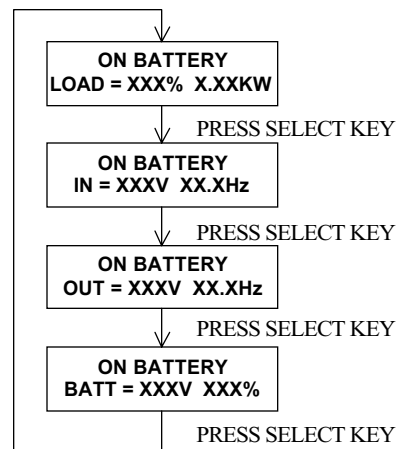 ON BATTERY
LOAD = XXX% X.XXKW
PRESS SELECT KEY
ON BATTERY
IN = XXXV XX.XHz
PRESS SELECT KEY
ON BATTERY
OUT = XXXV XX.XHz
PRESS SELECT KEY
ON BATTERY
BATT = XXXV XXX%
PRESS SELECT KEY